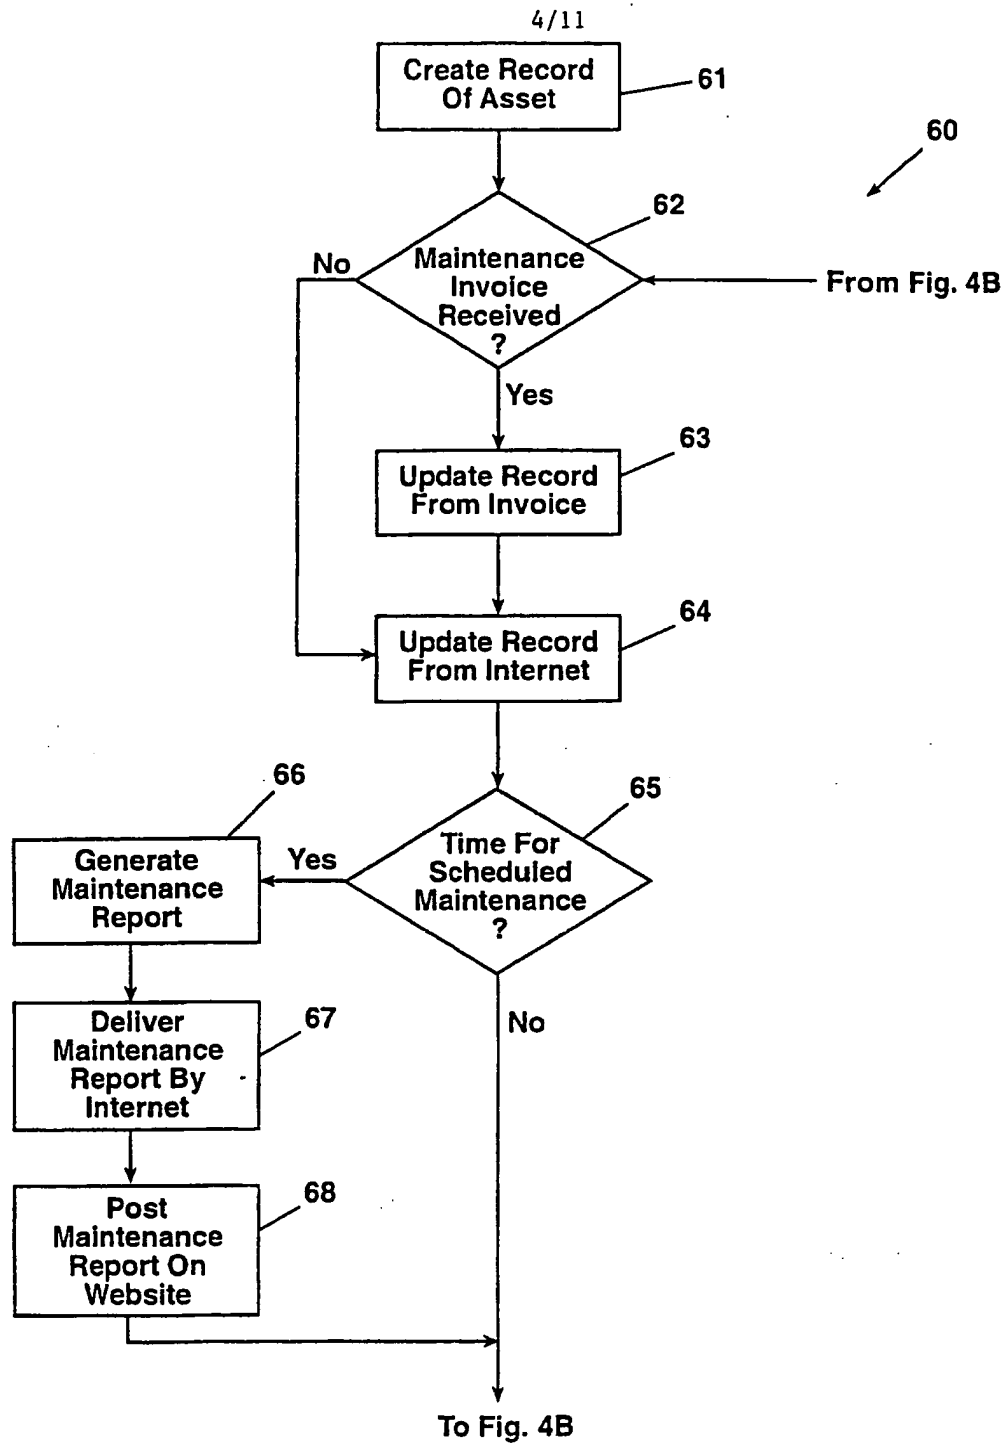 4/11
Create Record
Of Asset
61
60
62
No
Maintenance
Invoice
Received
?
From Fig. 4B
Yes
63
Update Record
From Invoice
64
Update Record
From Internet
66
65
Generate
Maintenance
Report
Yes
Time For
Scheduled
Maintenance
?
No
67
Deliver
Maintenance
Report By
Internet
68
Post
Maintenance
Report On
Website
To Fig. 4B